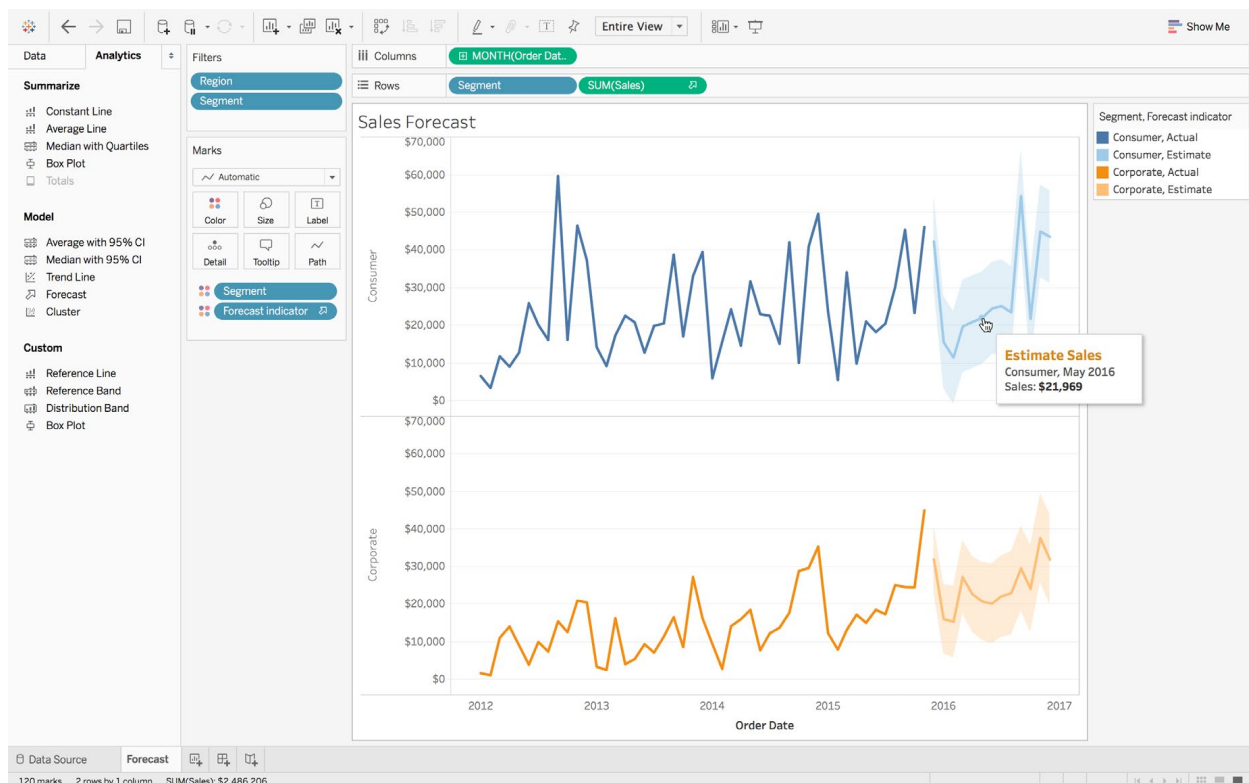 Entire View
Show Me
Data
Analytics
Summarize
Constant Line
Average Line
Median with Quartiles
Box Plot
Totals
Model
Average with 95% CI
Median with 95% CI
Trend Line
Forecast
Cluster
Custom
Reference Line
Reference Band
Distribution Band
Box Plot
Filters
Region
Segment
Marks
Automatic
Color Size Label
Detail Tooltip Path
Segment
Forecast indicator
Columns MONTH(Order Dat..
Rows Segment SUM(Sales)
Sales Forecast
Consumer
$70,000
$60,000
$50,000
$40,000
$30,000
$20,000
$10,000
$0
Estimate Sales
Consumer, May 2016
Sales: $21,969
Corporate
$70,000
$60,000
$50,000
$40,000
$30,000
$20,000
$10,000
$0
2012 2013 2014 2015 2016 2017
Order Date
Segment, Forecast indicator
Consumer, Actual
Consumer, Estimate
Corporate, Actual
Corporate, Estimate
Data Source Forecast
120 marks 2 rows by 1 column SUM(Sales): $2,486,206